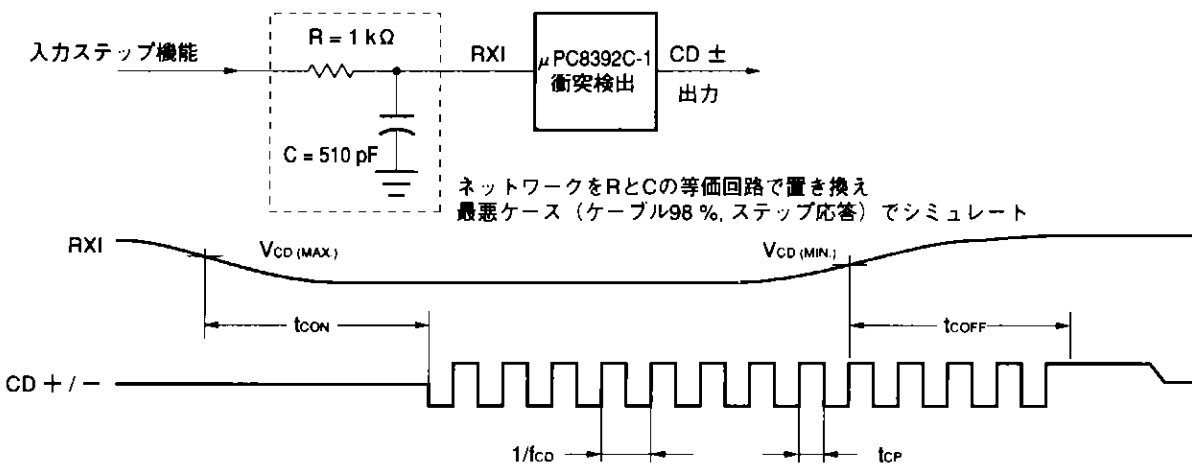 入力ステップ機能
R = 1 kΩ
C = 510 pF
RXI
μPC8392C-1
衝突検出
CD ±
出力
ネットワークをRとCの等価回路で置き換え
最悪ケース（ケーブル98 %, ステップ応答）でシミュレート
RXI
VCD (MAX.)
VCD (MIN.)
tCON
tCOFF
CD + / −
1/fCD
tCP